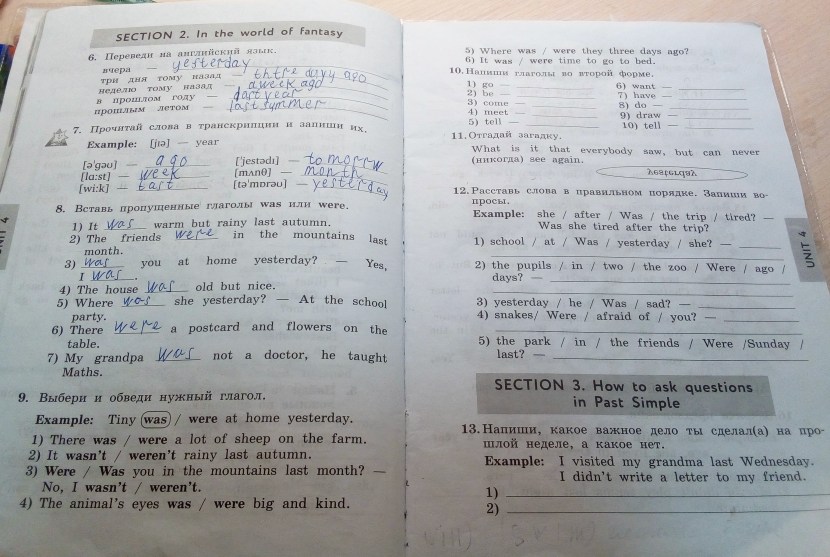 SECTION 2. In the world of fantasy
6. Переведи на английский язык.
вчера — yesterday
три дня тому назад — thtre dayy ago
неделю тому назад — a week ago
в прошлом году — last year
прошлым летом — last symmer
7. Прочитай слова в транскрипции и запиши их.
Example: [jɪə] — year
[ə'gəʊ] — ago ['jestədɪ] — tomorrw
[lɑ:st] — week [mʌnθ] — month
[wi:k] — last [tə'mɒrəʊ] — yesterday
8. Вставь пропущенные глаголы was или were.
1) It was warm but rainy last autumn.
2) The friends were in the mountains last
month.
3) was you at home yesterday? — Yes,
I was.
4) The house was old but nice.
5) Where was she yesterday? — At the school
party.
6) There were a postcard and flowers on the
table.
7) My grandpa was not a doctor, he taught
Maths.
9. Выбери и обведи нужный глагол.
Example: Tiny was / were at home yesterday.
1) There was / were a lot of sheep on the farm.
2) It wasn't / weren't rainy last autumn.
3) Were / Was you in the mountains last month? —
No, I wasn't / weren't.
4) The animal's eyes was / were big and kind.
UNIT 4
5) Where was / were they three days ago?
6) It was / were time to go to bed.
10. Напиши глаголы во второй форме.
1) go — 6) want —
2) be — 7) have —
3) come — 8) do —
4) meet — 9) draw —
5) tell — 10) tell —
11. Отгадай загадку.
What is it that everybody saw, but can never
(никогда) see again.
yesterday
12. Расставь слова в правильном порядке. Запиши во-
просы.
Example: she / after / Was / the trip / tired? —
Was she tired after the trip?
1) school / at / Was / yesterday / she? —
2) the pupils / in / two / the zoo / Were / ago /
days? —
3) yesterday / he / Was / sad? —
4) snakes/ Were / afraid of / you? —
5) the park / in / the friends / Were /Sunday /
last? —
UNIT 4
SECTION 3. How to ask questions
in Past Simple
13. Напиши, какое важное дело ты сделал(а) на про-
шлой неделе, а какое нет.
Example: I visited my grandma last Wednesday.
I didn't write a letter to my friend.
1)
2)